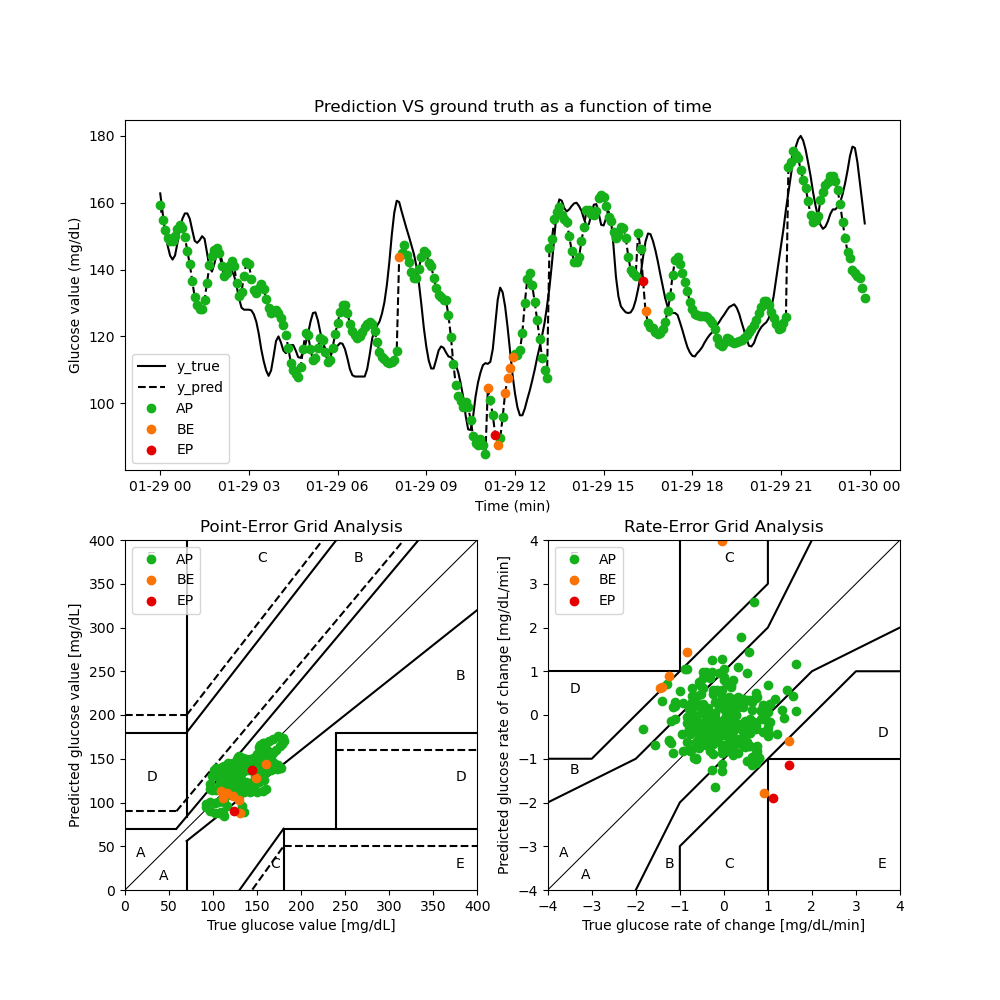 Prediction VS ground truth as a function of time
Glucose value (mg/dL)
180
160
140
120
100
y_true
y_pred
AP
BE
EP
01-29 00 01-29 03 01-29 06 01-29 09 01-29 12 01-29 15 01-29 18 01-29 21 01-30 00
Time (min)
Point-Error Grid Analysis
Predicted glucose value [mg/dL]
400
350
300
250
200
150
100
50
0
AP
BE
EP
C B
B
D D
A
A
C E
0 50 100 150 200 250 300 350 400
True glucose value [mg/dL]
Rate-Error Grid Analysis
Predicted glucose rate of change [mg/dL/min]
4
3
2
1
0
−1
−2
−3
−4
AP
BE
EP
C
D
D
B
A
A
B C E
−4 −3 −2 −1 0 1 2 3 4
True glucose rate of change [mg/dL/min]